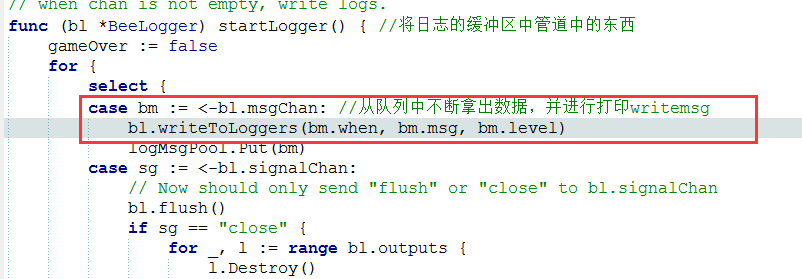 // when chan is not empty, write logs.
func (bl *BeeLogger) startLogger() { //将日志的缓冲区中管道中的东西
    gameOver := false
    for {
        select {
        case bm := <-bl.msgChan: //从队列中不断拿出数据，并进行打印writemsg
            bl.writeToLoggers(bm.when, bm.msg, bm.level)
            logMsgPool.Put(bm)
        case sg := <-bl.signalChan:
            // Now should only send "flush" or "close" to bl.signalChan
            bl.flush()
            if sg == "close" {
                for _, l := range bl.outputs {
                    l.Destroy()